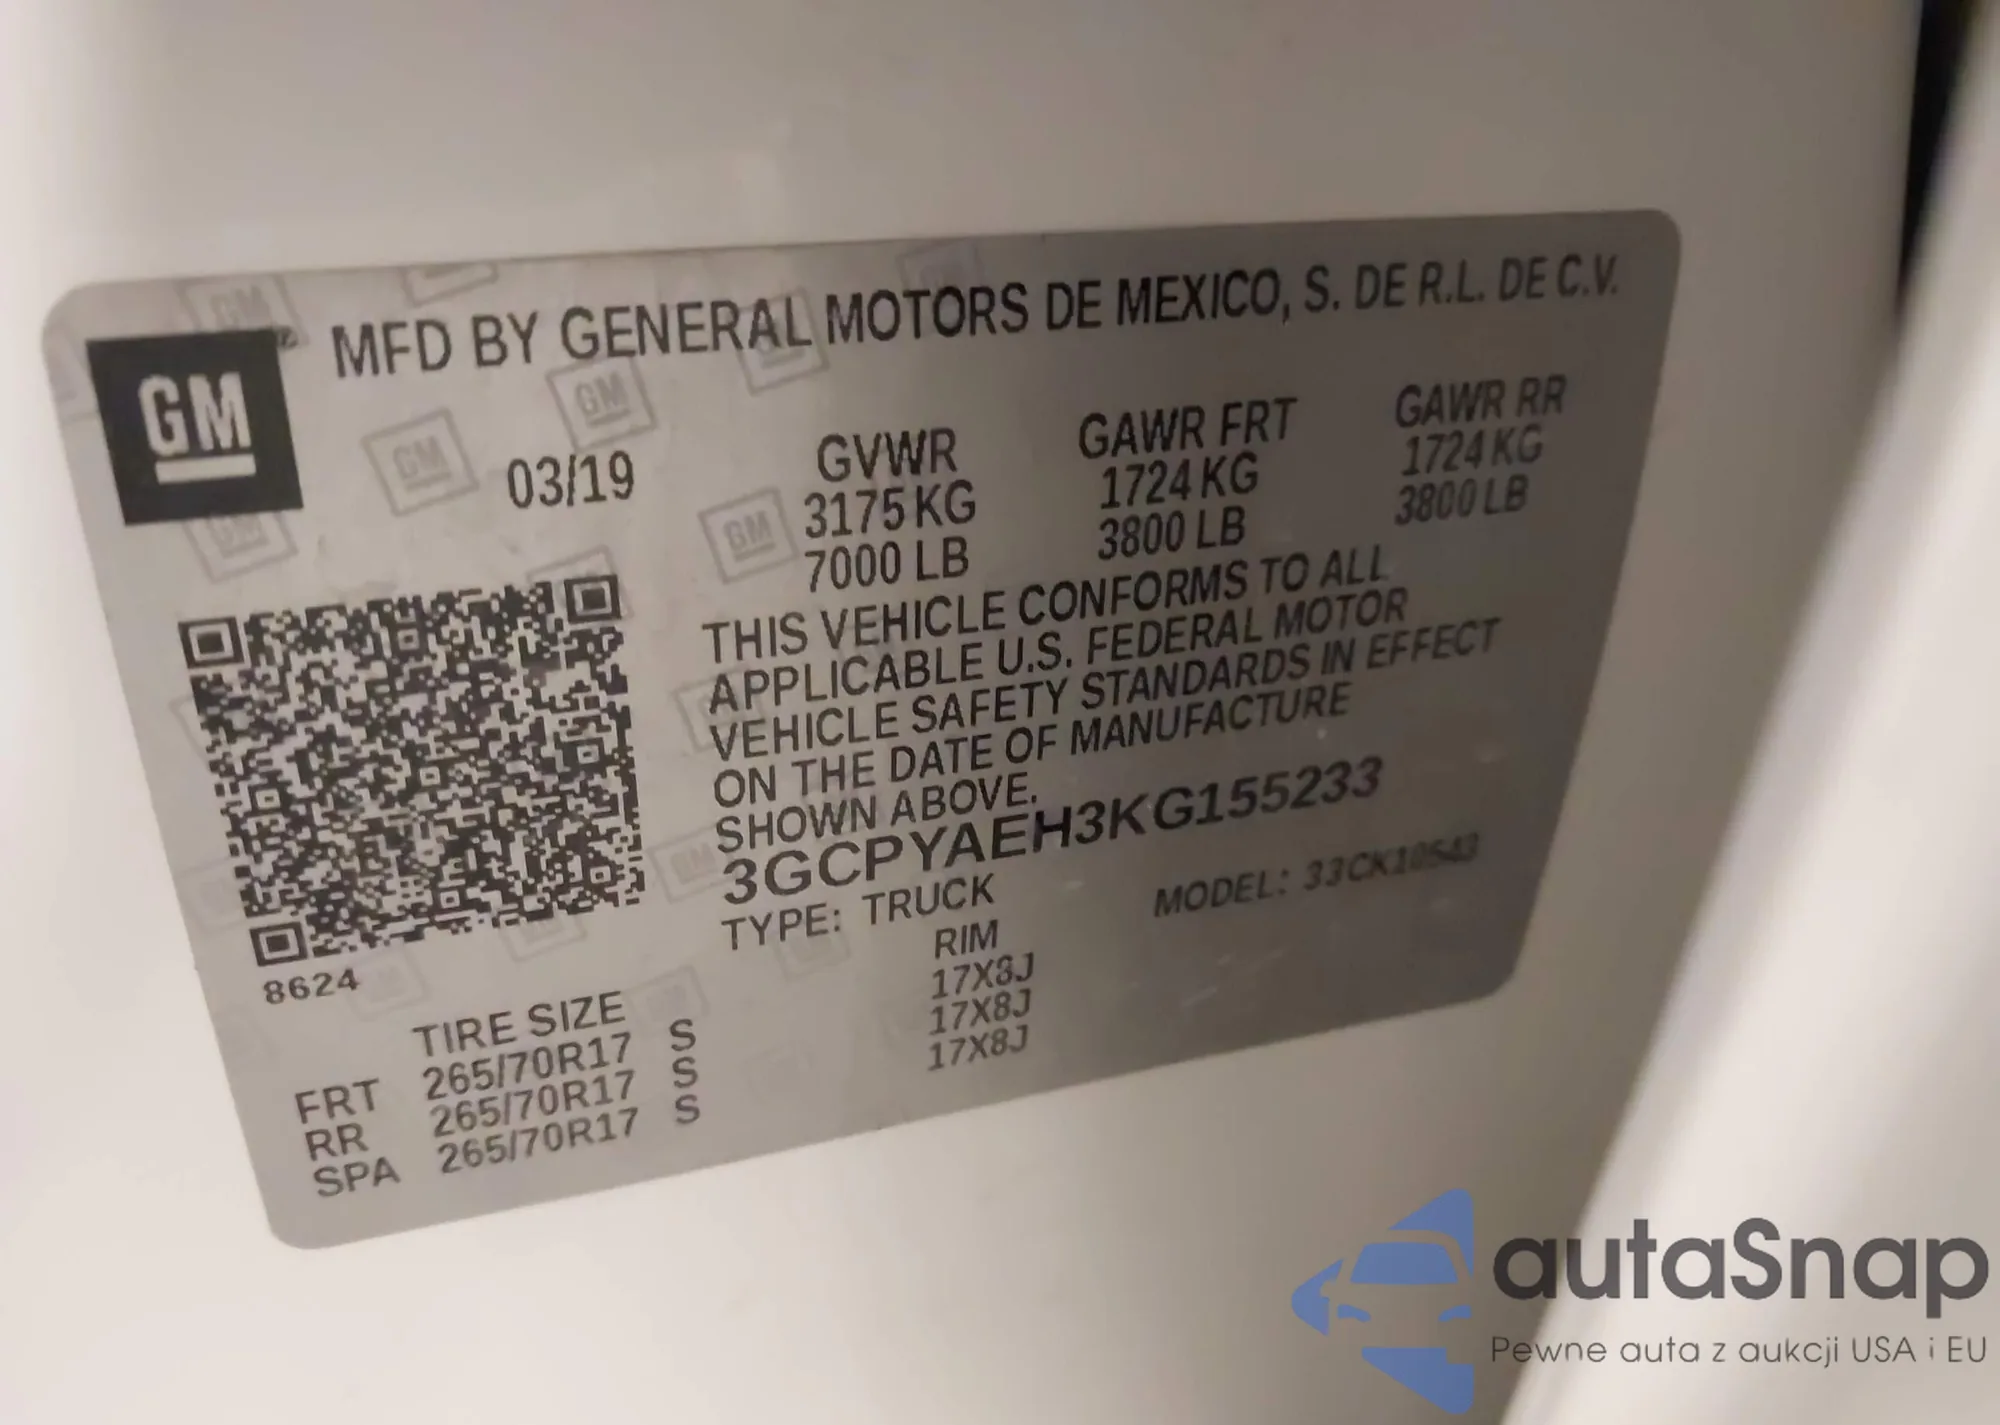 GM
MFD BY GENERAL MOTORS DE MEXICO, S. DE R.L. DE C.V.
03/19
GVWR GAWR FRT GAWR RR
3175 KG 1724 KG 1724 KG
7000 LB 3800 LB 3800 LB
THIS VEHICLE CONFORMS TO ALL
APPLICABLE U.S. FEDERAL MOTOR
VEHICLE SAFETY STANDARDS IN EFFECT
ON THE DATE OF MANUFACTURE
SHOWN ABOVE.
3GCPYAEH3KG155233
TYPE: TRUCK MODEL: 33CK10543
8624
TIRE SIZE RIM
FRT 265/70R17 S 17X8J
RR 265/70R17 S 17X8J
SPA 265/70R17 S 17X8J
autaSnap
Pewne auta z aukcji USA i EU